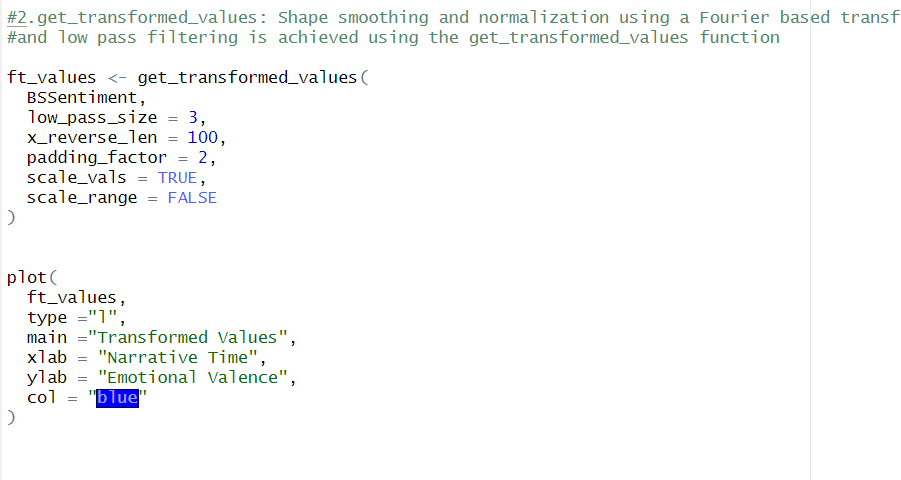 #2.get_transformed_values: Shape smoothing and normalization using a Fourier based transf
#and low pass filtering is achieved using the get_transformed_values function
ft_values <- get_transformed_values(
BSSentiment,
low_pass_size = 3,
x_reverse_len = 100,
padding_factor = 2,
scale_vals = TRUE,
scale_range = FALSE
)
plot(
ft_values,
type ="l",
main ="Transformed Values",
xlab = "Narrative Time",
ylab = "Emotional Valence",
col = "blue"
)